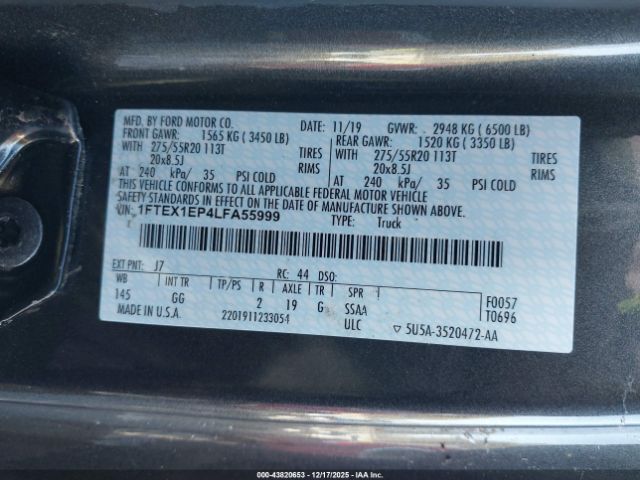 MFD. BY FORD MOTOR CO.
DATE: 11/19 GVWR: 2948 KG ( 6500 LB)
FRONT GAWR: 1565 KG ( 3450 LB) REAR GAWR: 1520 KG ( 3350 LB)
WITH 275/55R20 113T TIRES WITH 275/55R20 113T TIRES
20x8.5J RIMS 20x8.5J RIMS
AT 240 kPa/ 35 PSI COLD AT 240 kPa/ 35 PSI COLD
THIS VEHICLE CONFORMS TO ALL APPLICABLE FEDERAL MOTOR VEHICLE
SAFETY STANDARDS IN EFFECT ON THE DATE OF MANUFACTURE SHOWN ABOVE.
VIN: 1FTEX1EP4LFA55999 TYPE: Truck
EXT PNT: J7 RC: 44 DSO:
WB INT TR TP/PS R AXLE TR SPR F0057
145 GG 2 19 G SSAA T0696
MADE IN U.S.A. 2201911233054 ULC ▽ 5U5A-3520472-AA
000-43820653 | 12/17/2025 - IAAI.COM